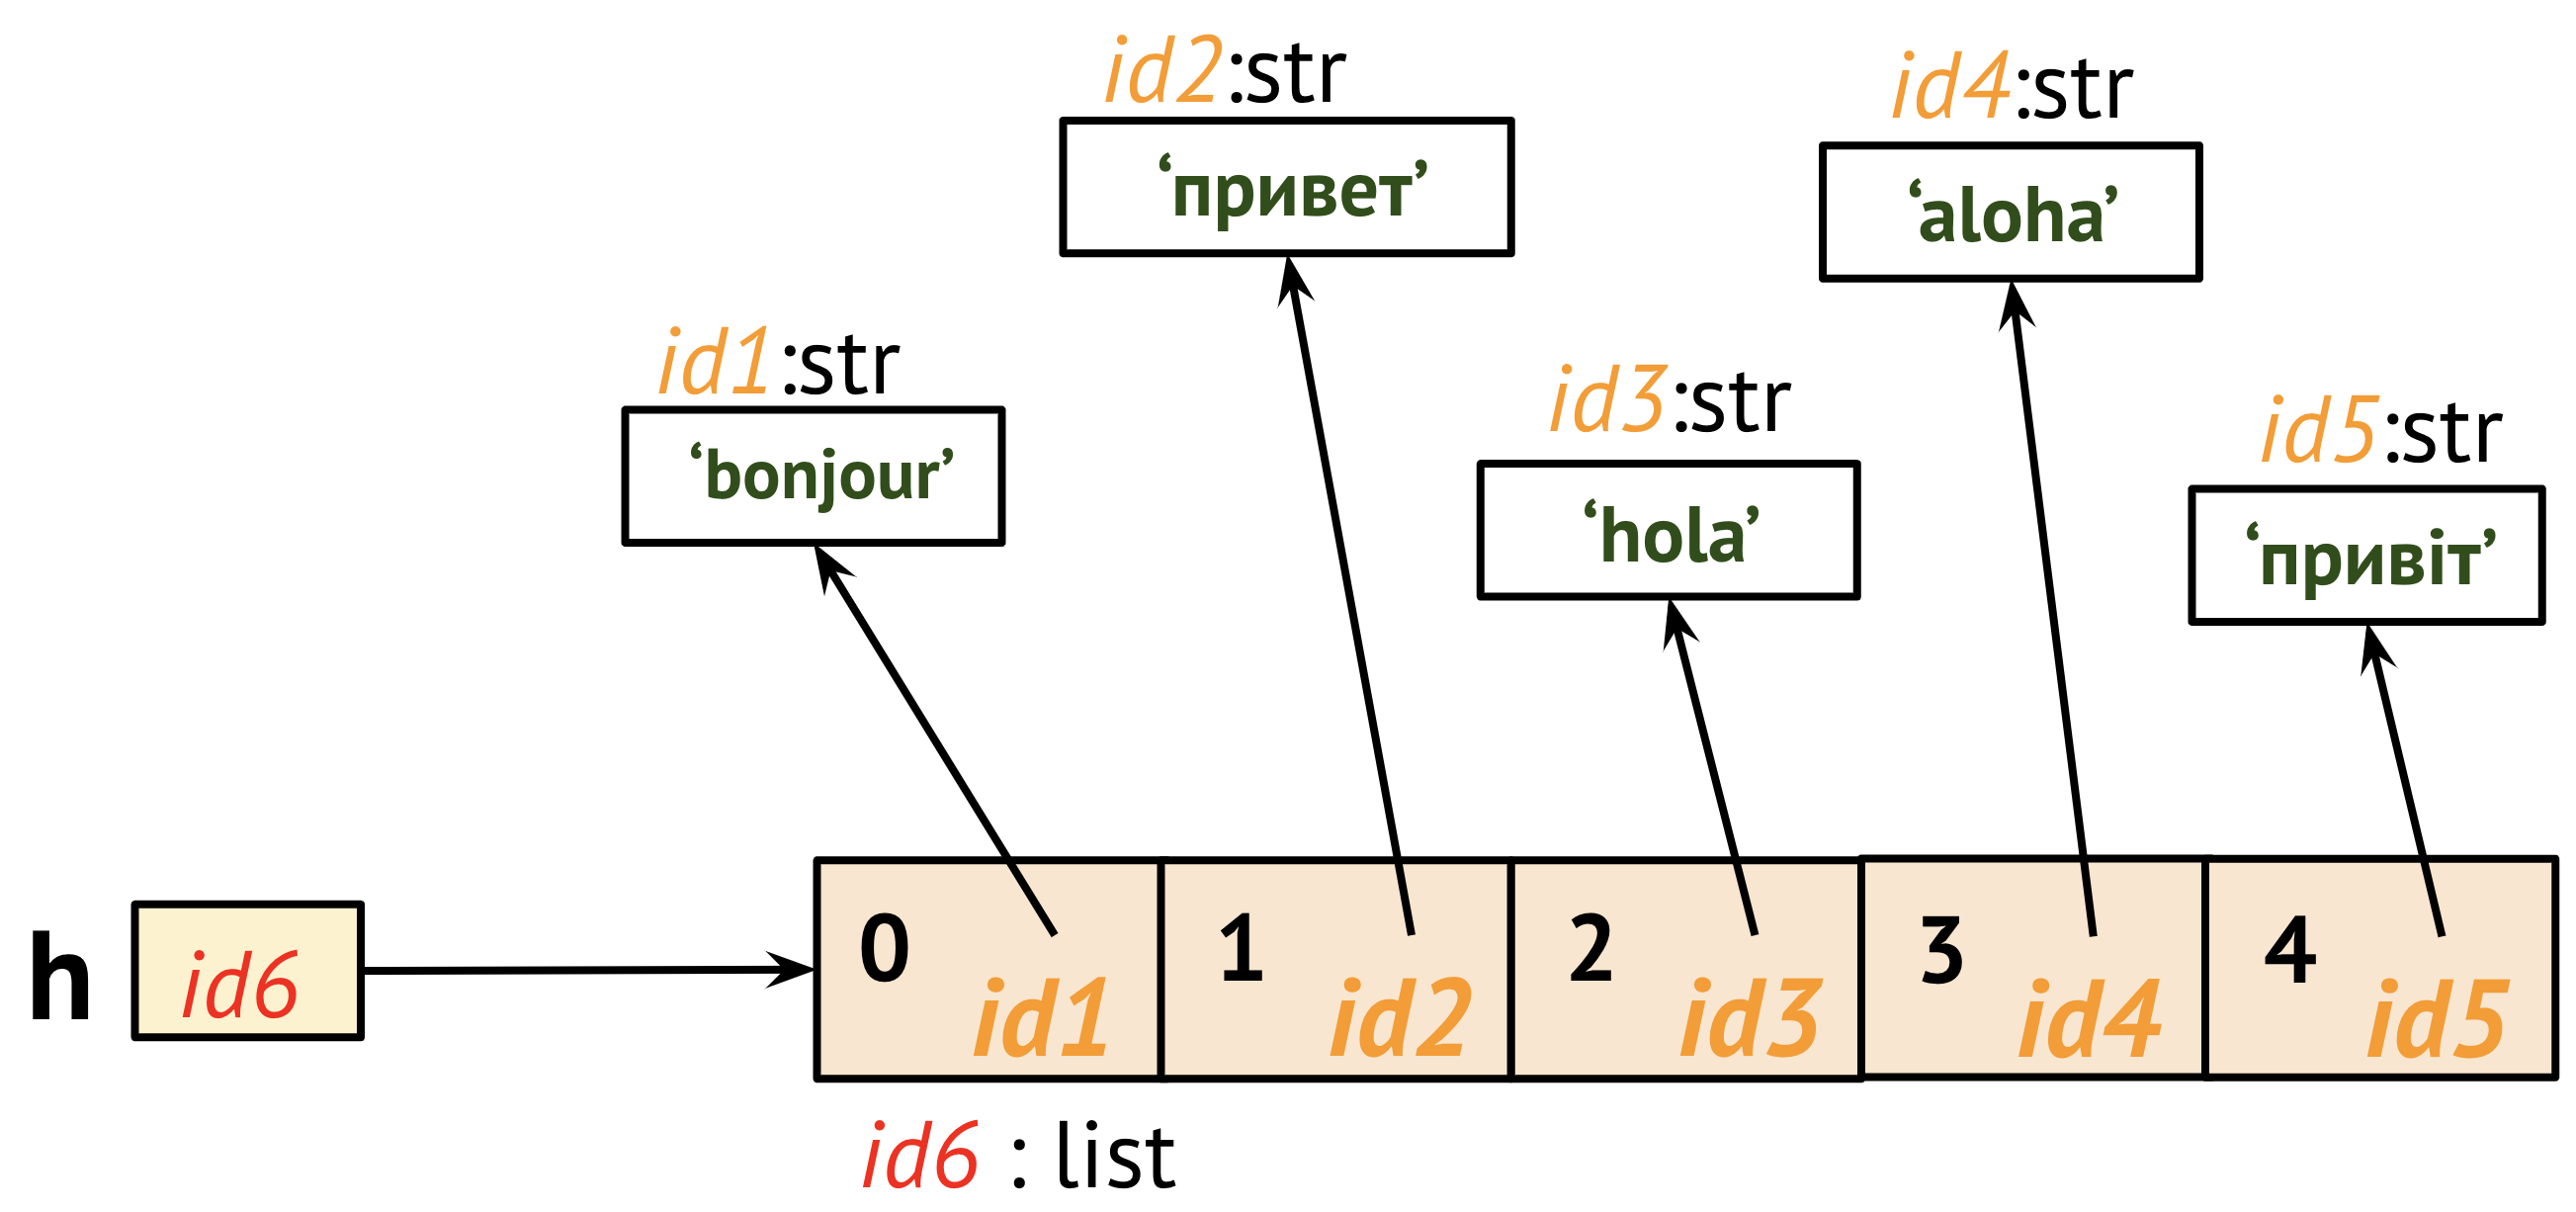 id2:str
id4:str
‘привет’
‘aloha’
id1:str
id3:str
id5:str
‘bonjour’
‘hola’
‘привіт’
h id6 0 id1 1 id2 2 id3 3 id4 4 id5
id6 : list